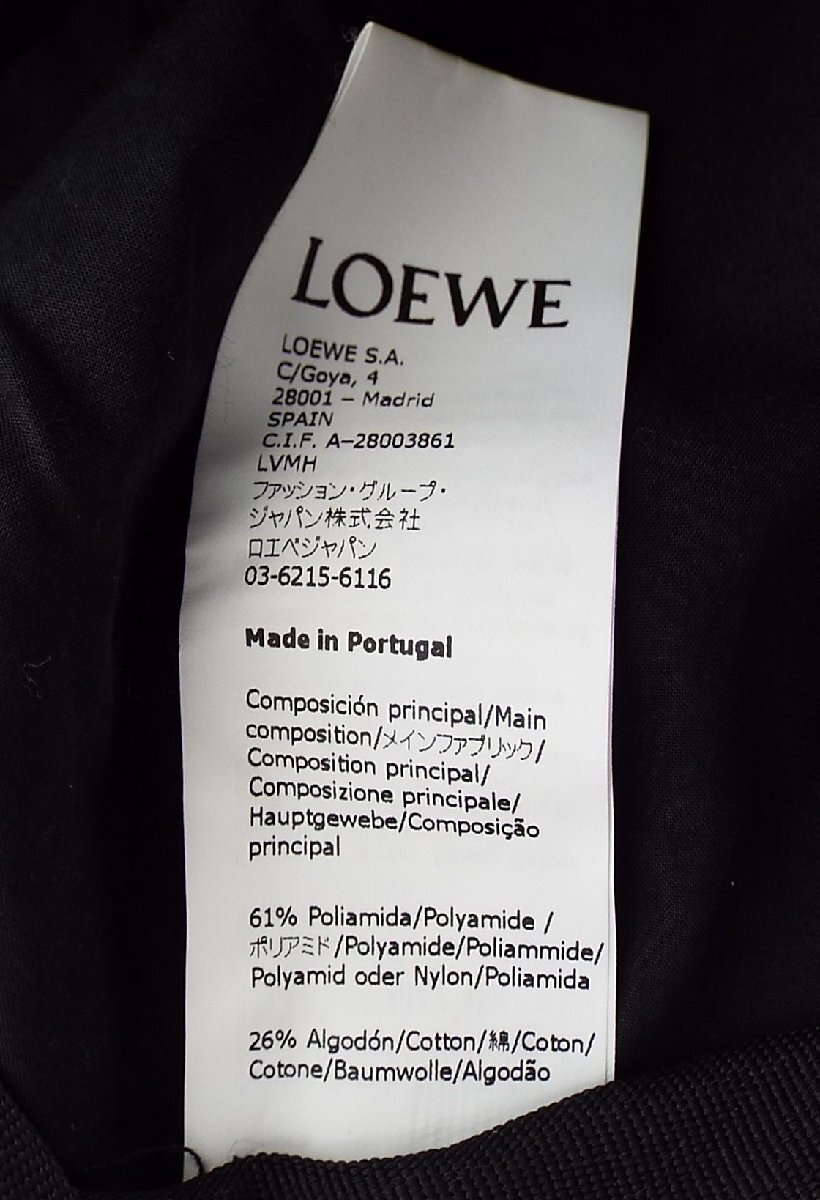 LOEWE
LOEWE S.A.
C/Goya, 4
28001 – Madrid
SPAIN
C.I.F. A–28003861
LVMH
ファッション・グループ・
ジャパン株式会社
ロエベジャパン
03-6215-6116
Made in Portugal
Composición principal/Main
composition/メインファブリック/
Composition principal/
Composizione principale/
Hauptgewebe/Composição
principal
61% Poliamida/Polyamide /
ポリアミド/Polyamide/Poliammide/
Polyamid oder Nylon/Poliamida
26% Algodón/Cotton/綿/Coton/
Cotone/Baumwolle/Algodão